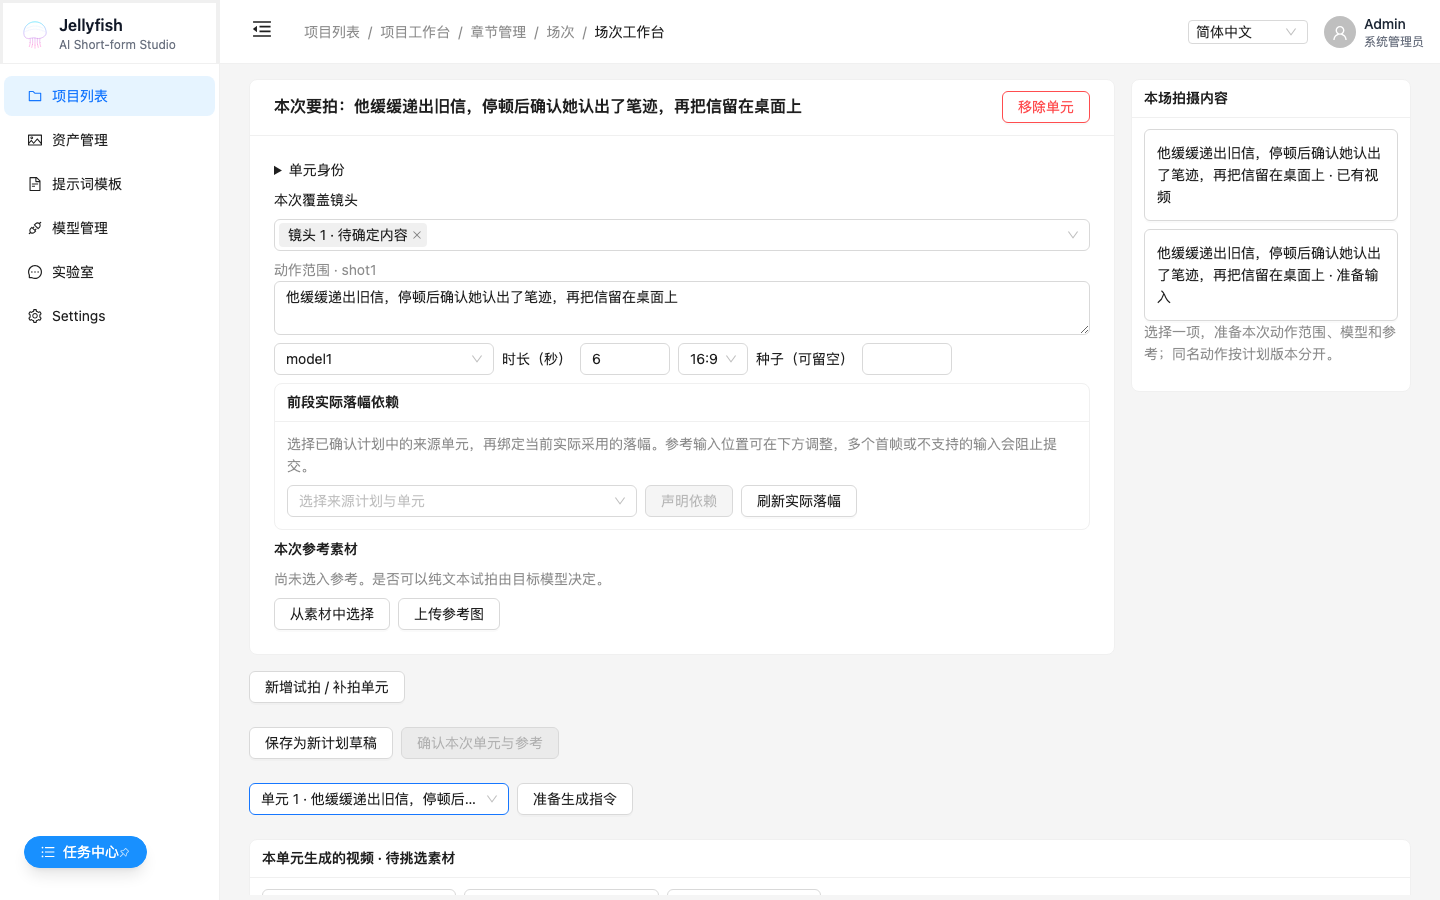 Jellyfish
AI Short-form Studio
项目列表
资产管理
提示词模板
模型管理
实验室
Settings
任务中心
项目列表 / 项目工作台 / 章节管理 / 场次 / 场次工作台
简体中文
Admin
系统管理员
本次要拍：他缓缓递出旧信，停顿后确认她认出了笔迹，再把信留在桌面上
移除单元
单元身份
本次覆盖镜头
镜头 1 · 待确定内容
动作范围 · shot1
他缓缓递出旧信，停顿后确认她认出了笔迹，再把信留在桌面上
model1 时长（秒） 6 16:9 种子（可留空）
前段实际落幅依赖
选择已确认计划中的来源单元，再绑定当前实际采用的落幅。参考输入位置可在下方调整，多个首帧或不支持的输入会阻止提
交。
选择来源计划与单元 声明依赖 刷新实际落幅
本次参考素材
尚未选入参考。是否可以纯文本试拍由目标模型决定。
从素材中选择 上传参考图
新增试拍 / 补拍单元
保存为新计划草稿 确认本次单元与参考
单元 1 · 他缓缓递出旧信，停顿后... 准备生成指令
本单元生成的视频 · 待挑选素材
本场拍摄内容
他缓缓递出旧信，停顿后确认她认出
了笔迹，再把信留在桌面上 · 已有视
频
他缓缓递出旧信，停顿后确认她认出
了笔迹，再把信留在桌面上 · 准备输
入
选择一项，准备本次动作范围、模型和参
考；同名动作按计划版本分开。